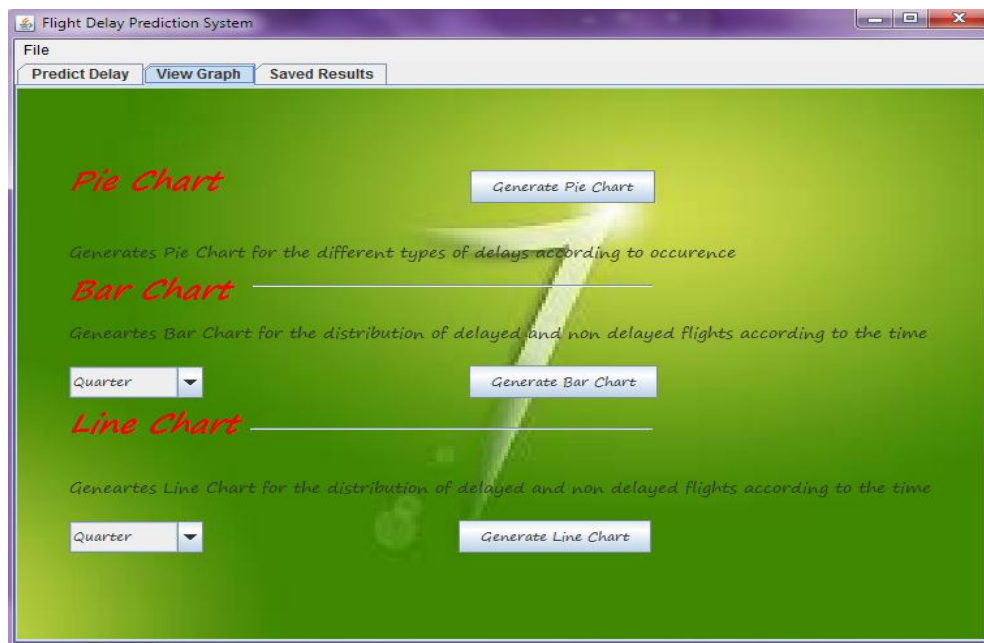 Flight Delay Prediction System
File
Predict Delay View Graph Saved Results
Pie Chart Generate Pie Chart
Generates Pie Chart for the different types of delays according to occurence
Bar Chart
Geneartes Bar Chart for the distribution of delayed and non delayed flights according to the time
Quarter Generate Bar Chart
Line Chart
Geneartes Line Chart for the distribution of delayed and non delayed flights according to the time
Quarter Generate Line Chart